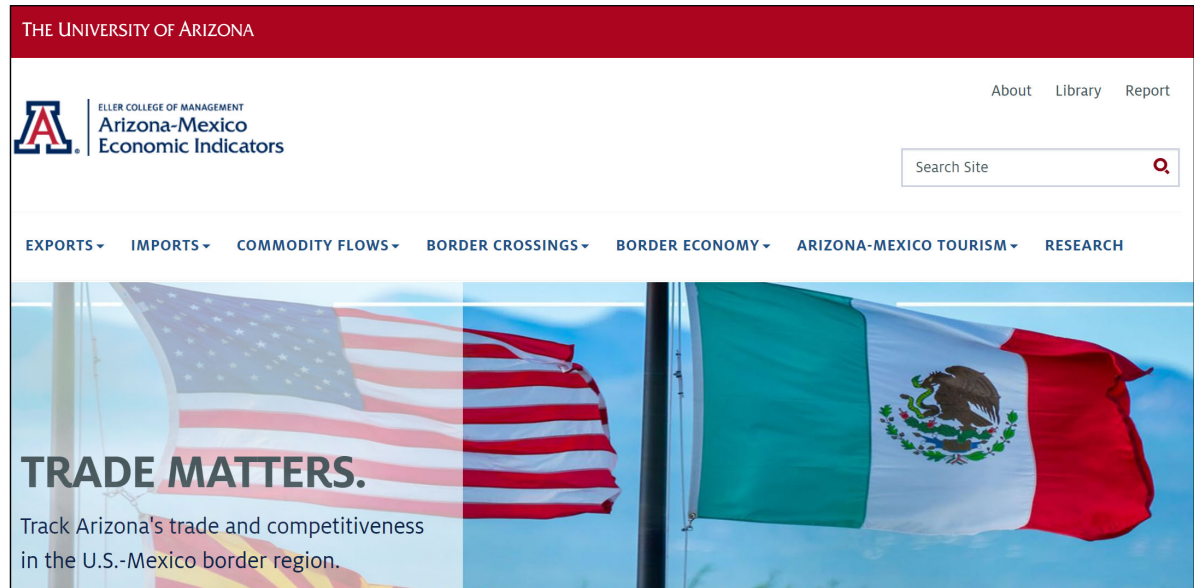 THE UNIVERSITY OF ARIZONA
About Library Report
ELLER COLLEGE OF MANAGEMENT
Arizona-Mexico
Economic Indicators
Search Site
EXPORTS IMPORTS COMMODITY FLOWS BORDER CROSSINGS BORDER ECONOMY ARIZONA-MEXICO TOURISM RESEARCH
TRADE MATTERS.
Track Arizona's trade and competitiveness
in the U.S.-Mexico border region.